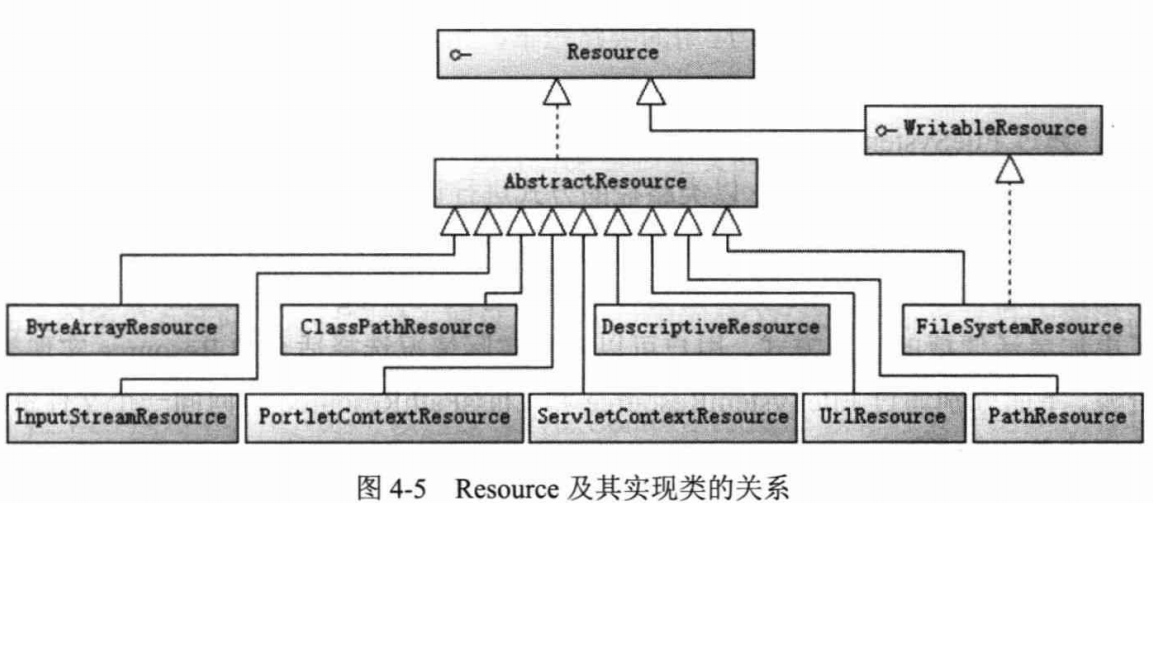 Resource
WritableResource
AbstractResource
ByteArrayResource
ClassPathResource
DescriptiveResource
FileSystemResource
InputStreamResource
PortletContextResource
ServletContextResource
UrlResource
PathResource
图 4-5 Resource 及其实现类的关系